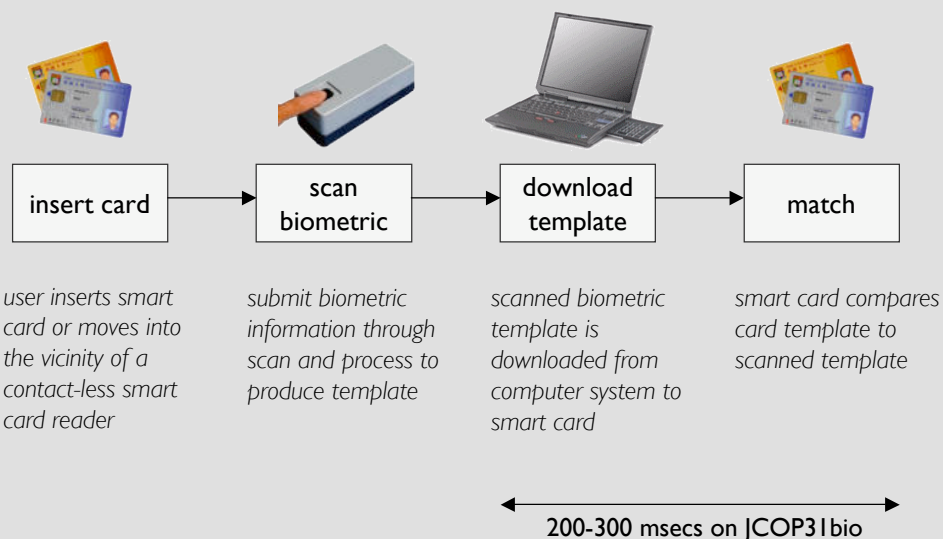 insert card
scan
biometric
download
template
match
user inserts smart
card or moves into
the vicinity of a
contact-less smart
card reader
submit biometric
information through
scan and process to
produce template
scanned biometric
template is
downloaded from
computer system to
smart card
smart card compares
card template to
scanned template
200-300 msecs on JCOP31bio